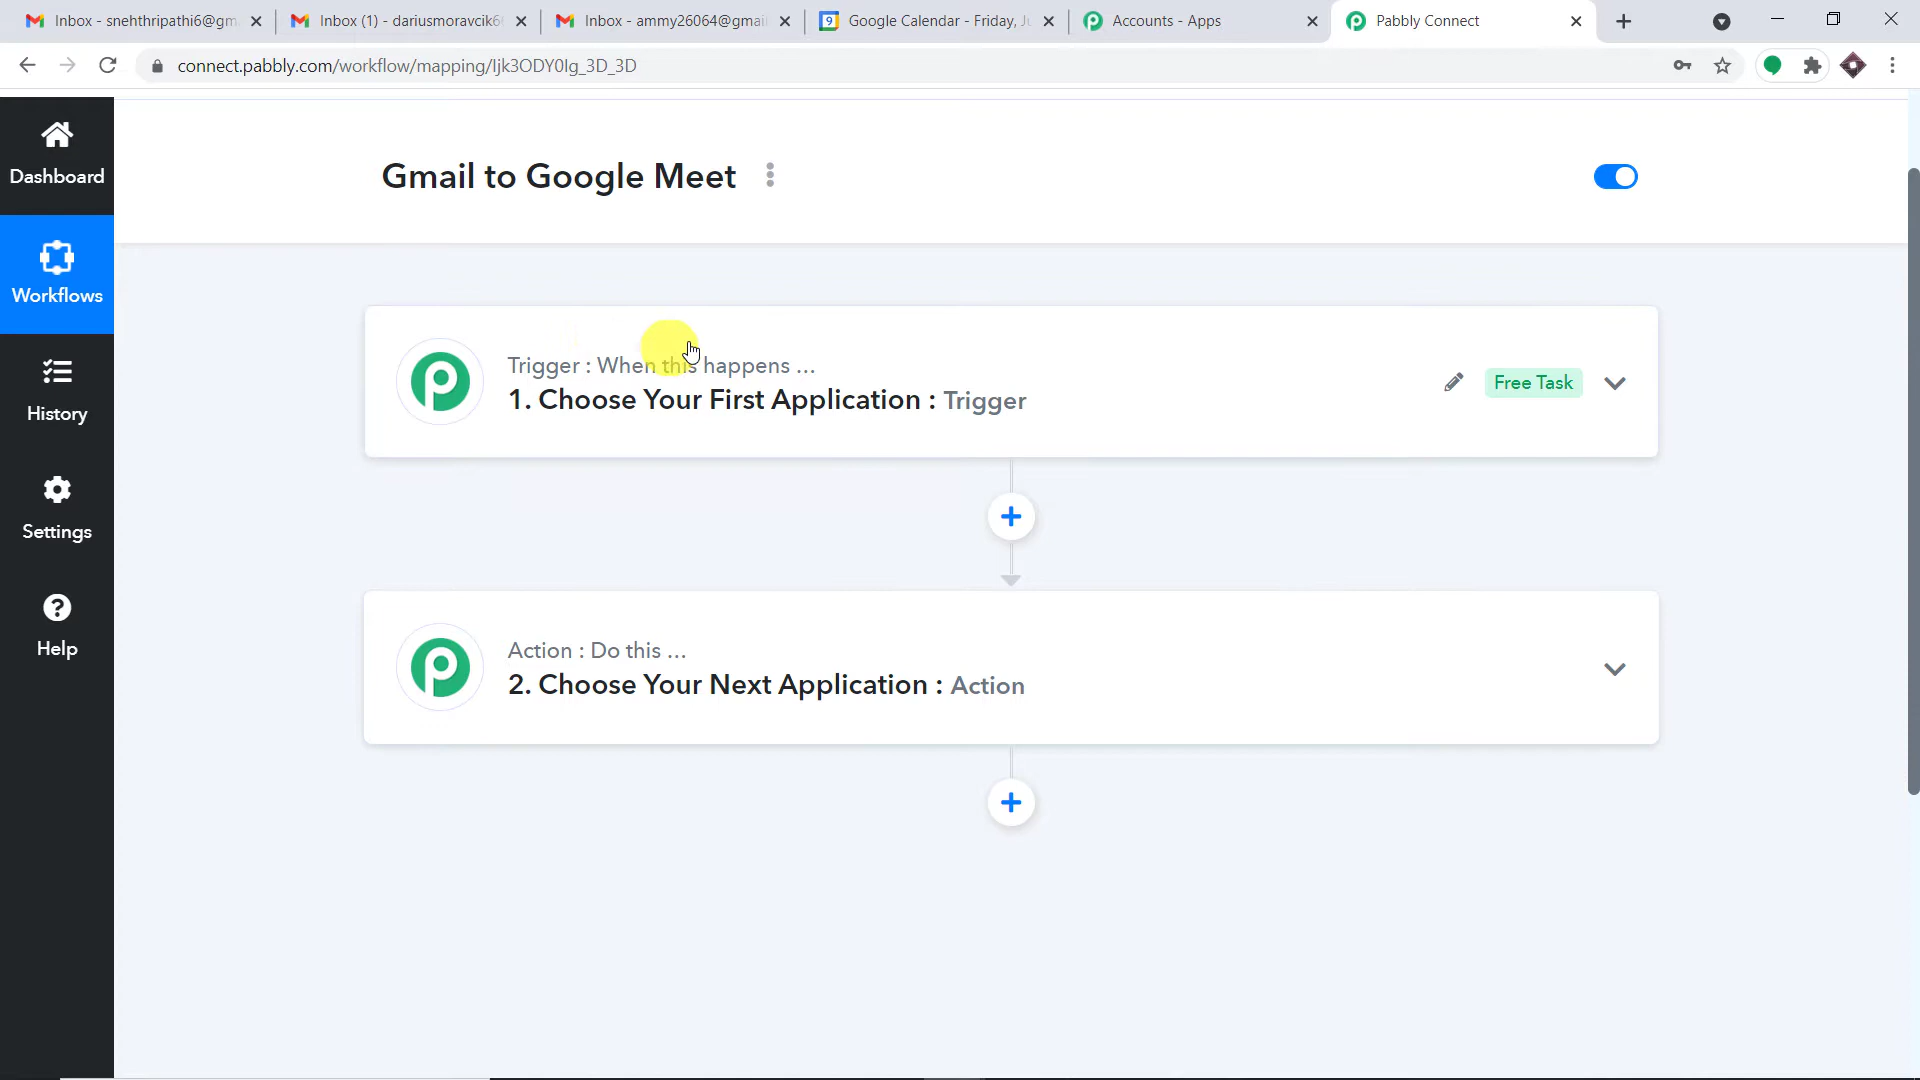 Inbox - snehthripathi6@gm
Inbox (1) - dariusmoravcik6
Inbox - ammy26064@gmai
9
Google Calendar - Friday, J
Accounts - Apps
Pabbly Connect
connect.pabbly.com/workflow/mapping/Ijk3ODY0Ig_3D_3D
Dashboard
Workflows
History
Settings
Help
Gmail to Google Meet
Trigger : When this happens ...
1. Choose Your First Application : Trigger
Free Task
Action : Do this ...
2. Choose Your Next Application : Action